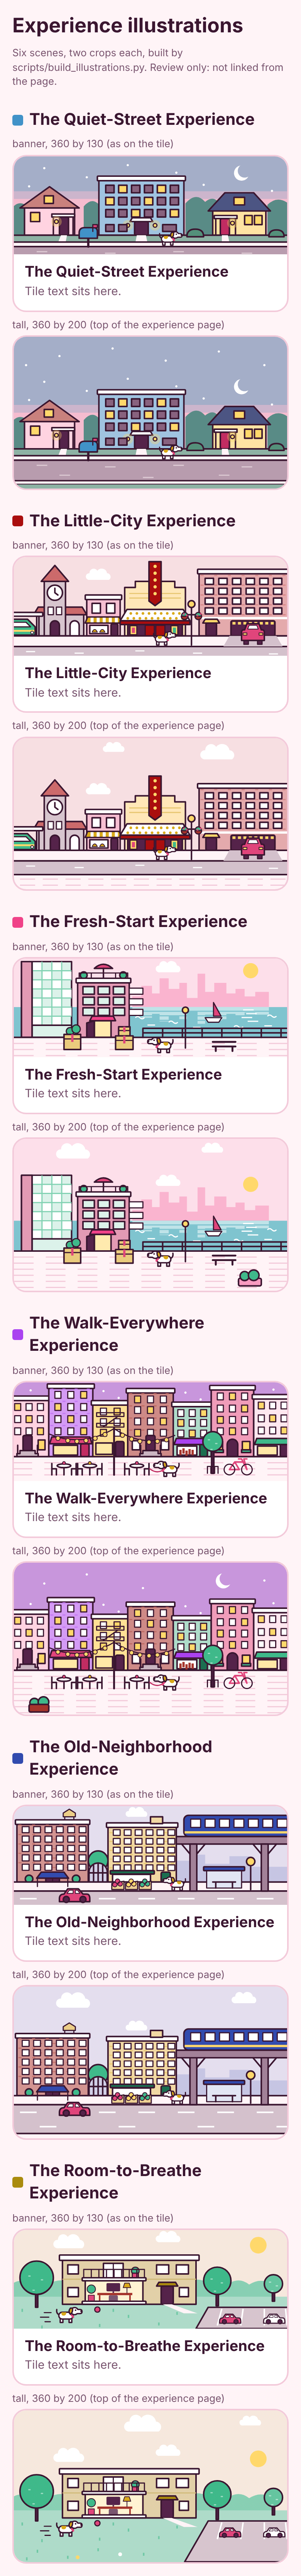 Experience illustrations
Six scenes, two crops each, built by
scripts/build_illustrations.py. Review only: not linked from
the page.
The Quiet-Street Experience
banner, 360 by 130 (as on the tile)
The Quiet-Street Experience
Tile text sits here.
tall, 360 by 200 (top of the experience page)
The Little-City Experience
banner, 360 by 130 (as on the tile)
The Little-City Experience
Tile text sits here.
tall, 360 by 200 (top of the experience page)
The Fresh-Start Experience
banner, 360 by 130 (as on the tile)
The Fresh-Start Experience
Tile text sits here.
tall, 360 by 200 (top of the experience page)
The Walk-Everywhere
Experience
banner, 360 by 130 (as on the tile)
The Walk-Everywhere Experience
Tile text sits here.
tall, 360 by 200 (top of the experience page)
The Old-Neighborhood
Experience
banner, 360 by 130 (as on the tile)
The Old-Neighborhood Experience
Tile text sits here.
tall, 360 by 200 (top of the experience page)
The Room-to-Breathe
Experience
banner, 360 by 130 (as on the tile)
The Room-to-Breathe Experience
Tile text sits here.
tall, 360 by 200 (top of the experience page)